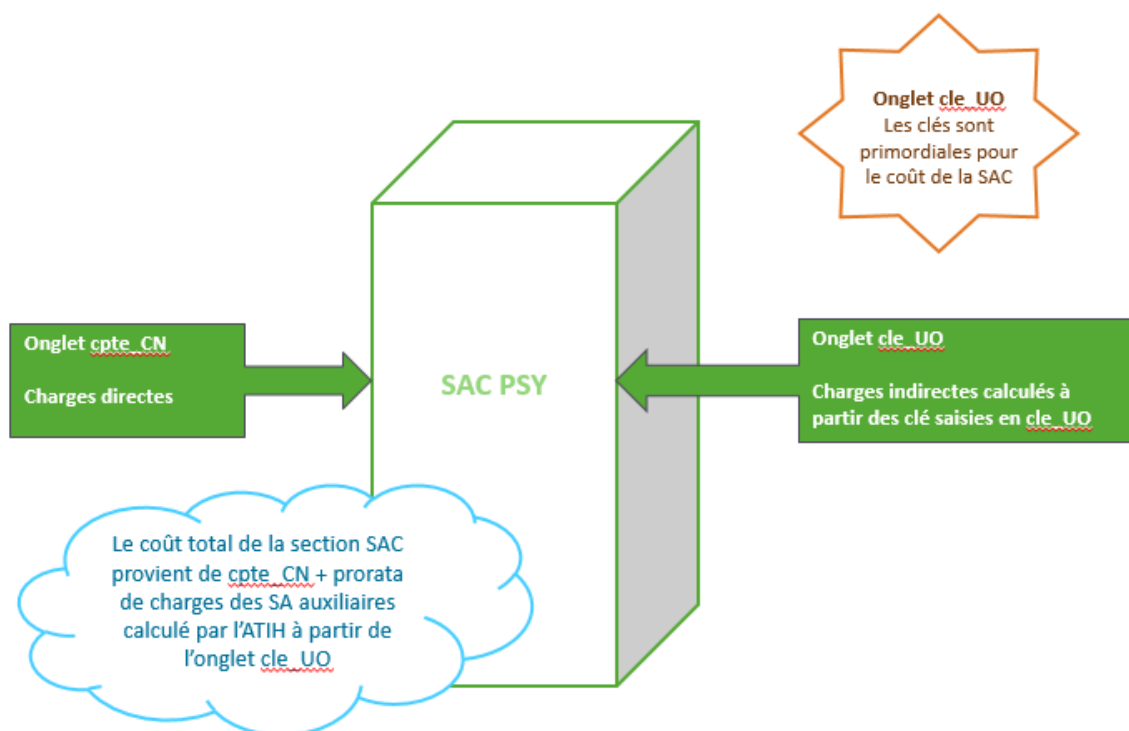 Onglet cle_UO
Les clés sont
primordiales pour
le coût de la SAC
Onglet cpte_CN
Charges directes
SAC PSY
Onglet cle_UO
Charges indirectes calculés à
partir des clé saisies en cle_UO
Le coût total de la section SAC
provient de cpte_CN + prorata
de charges des SA auxiliaires
calculé par l'ATIH à partir de
l'onglet cle_UO